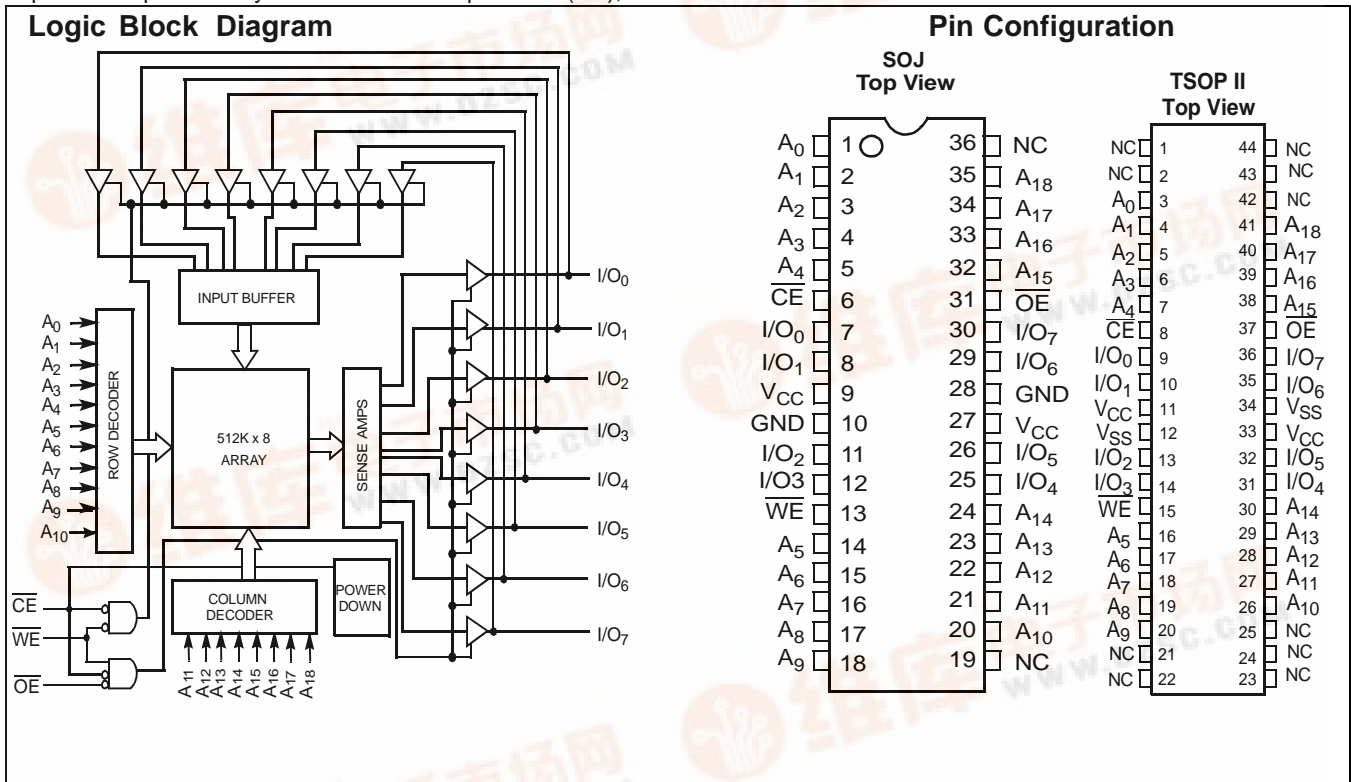 Logic Block Diagram
INPUT BUFFER
A0
A1
A2
A3
A4
A5
A6
A7
A8
A9
A10
ROW DECODER
512K x 8
ARRAY
SENSE AMPS
I/O0
I/O1
I/O2
I/O3
I/O4
I/O5
I/O6
I/O7
COLUMN
DECODER
POWER
DOWN
CE
WE
OE
A11
A12
A13
A14
A15
A16
A17
A18
Pin Configuration
SOJ
Top View
A0 1 36 NC
A1 2 35 A18
A2 3 34 A17
A3 4 33 A16
A4 5 32 A15
CE 6 31 OE
I/O0 7 30 I/O7
I/O1 8 29 I/O6
VCC 9 28 GND
GND 10 27 VCC
I/O2 11 26 I/O5
I/O3 12 25 I/O4
WE 13 24 A14
A5 14 23 A13
A6 15 22 A12
A7 16 21 A11
A8 17 20 A10
A9 18 19 NC
TSOP II
Top View
NC 1 44 NC
NC 2 43 NC
A0 3 42 NC
A1 4 41 A18
A2 5 40 A17
A3 6 39 A16
A4 7 38 A15
CE 8 37 OE
I/O0 9 36 I/O7
I/O1 10 35 I/O6
VCC 11 34 VSS
VSS 12 33 VCC
I/O2 13 32 I/O5
I/O3 14 31 I/O4
WE 15 30 A14
A5 16 29 A13
A6 17 28 A12
A7 18 27 A11
A8 19 26 A10
A9 20 25 NC
NC 21 24 NC
NC 22 23 NC
维库电子市场网
WWW.DZSC.COM